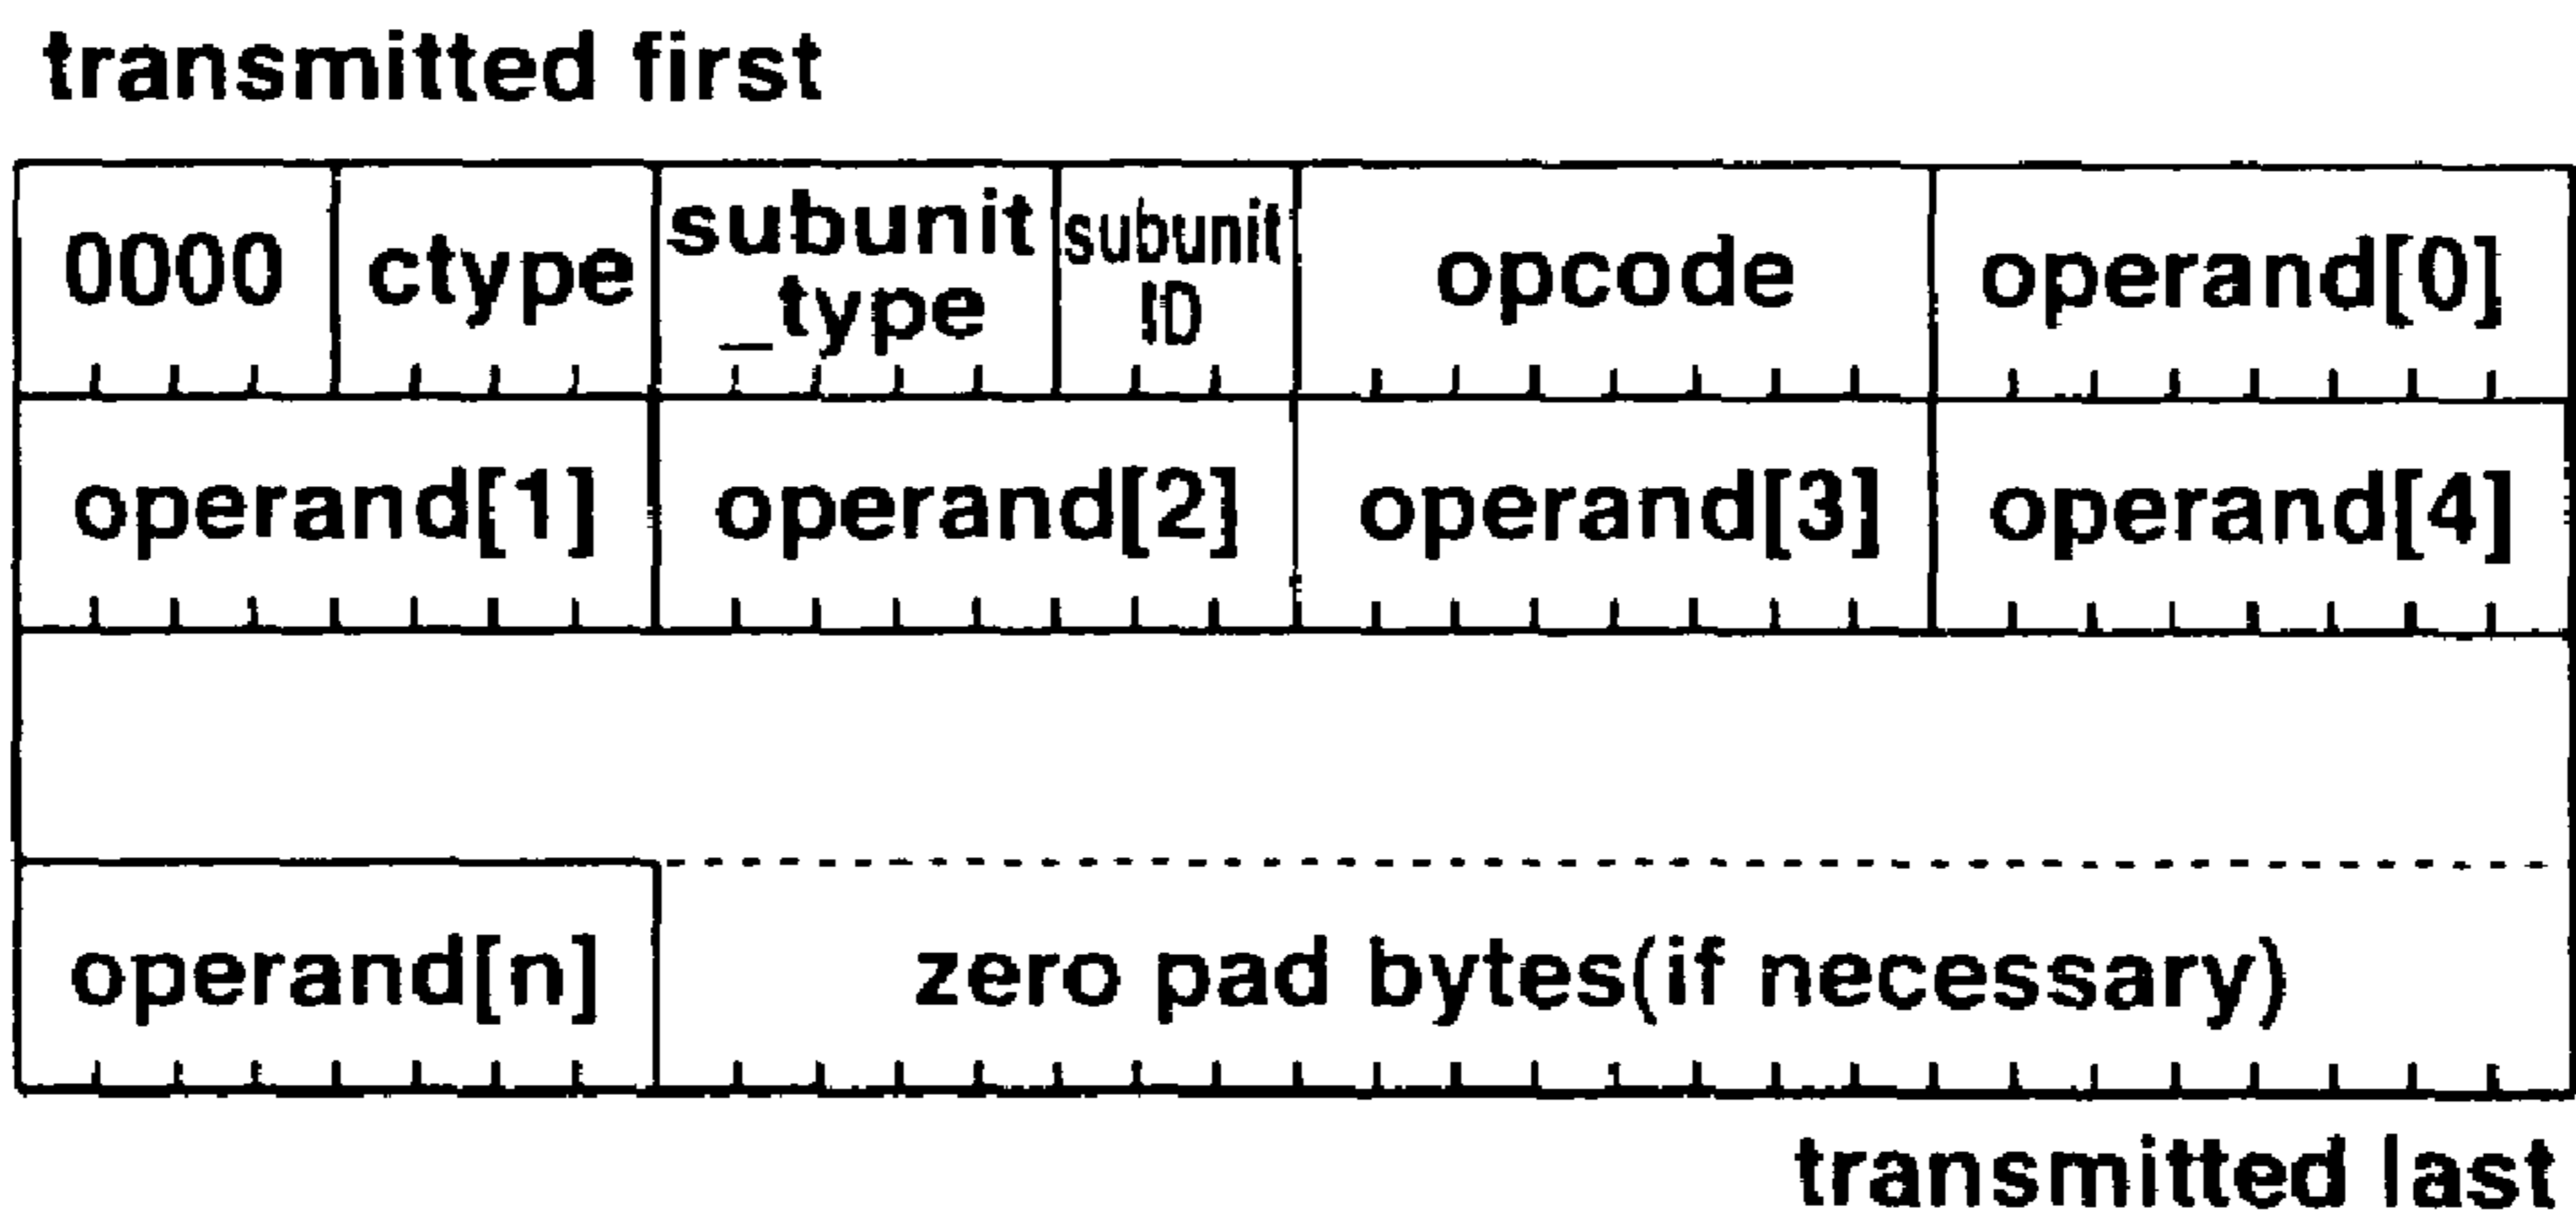 transmitted first
0000 ctype subunit _type subunit ID opcode operand[0]
operand[1] operand[2] operand[3] operand[4]
operand[n] zero pad bytes(if necessary)
transmitted last